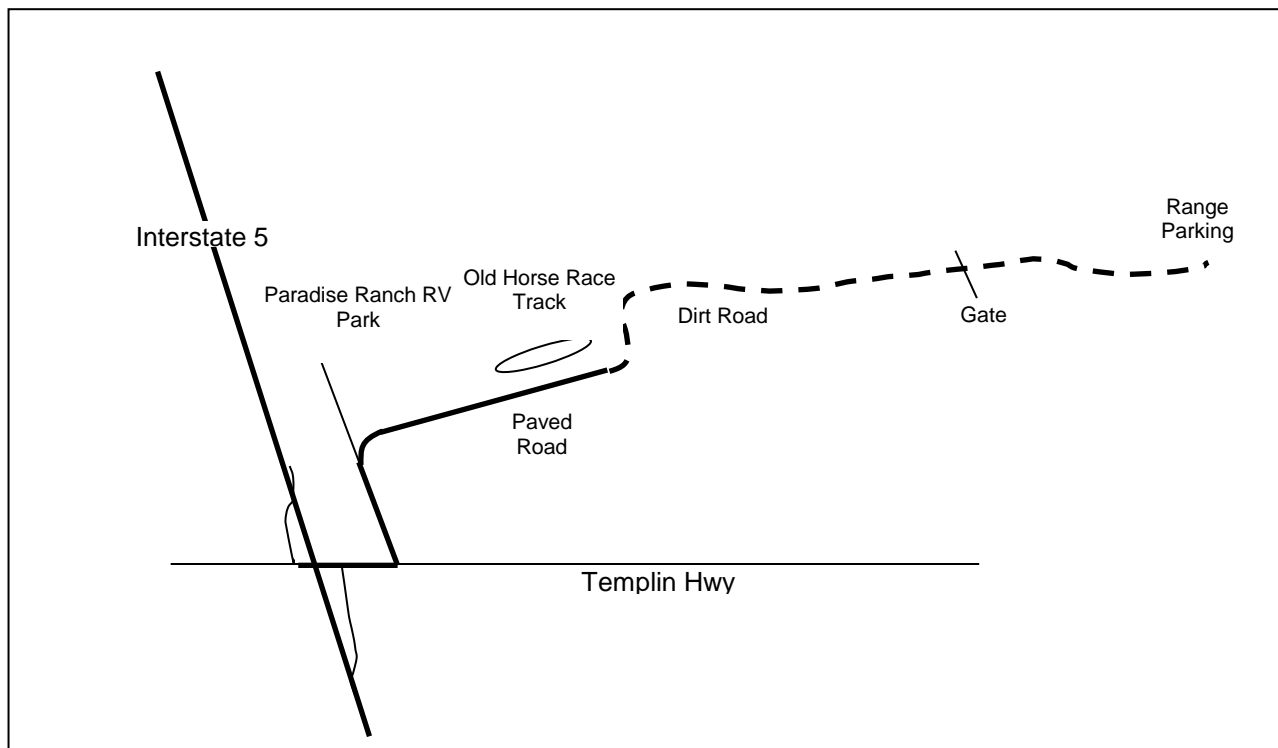 Range
Parking
Interstate 5
Old Horse Race
Track
Paradise Ranch RV
Park
Dirt Road
Gate
Paved
Road
Templin Hwy